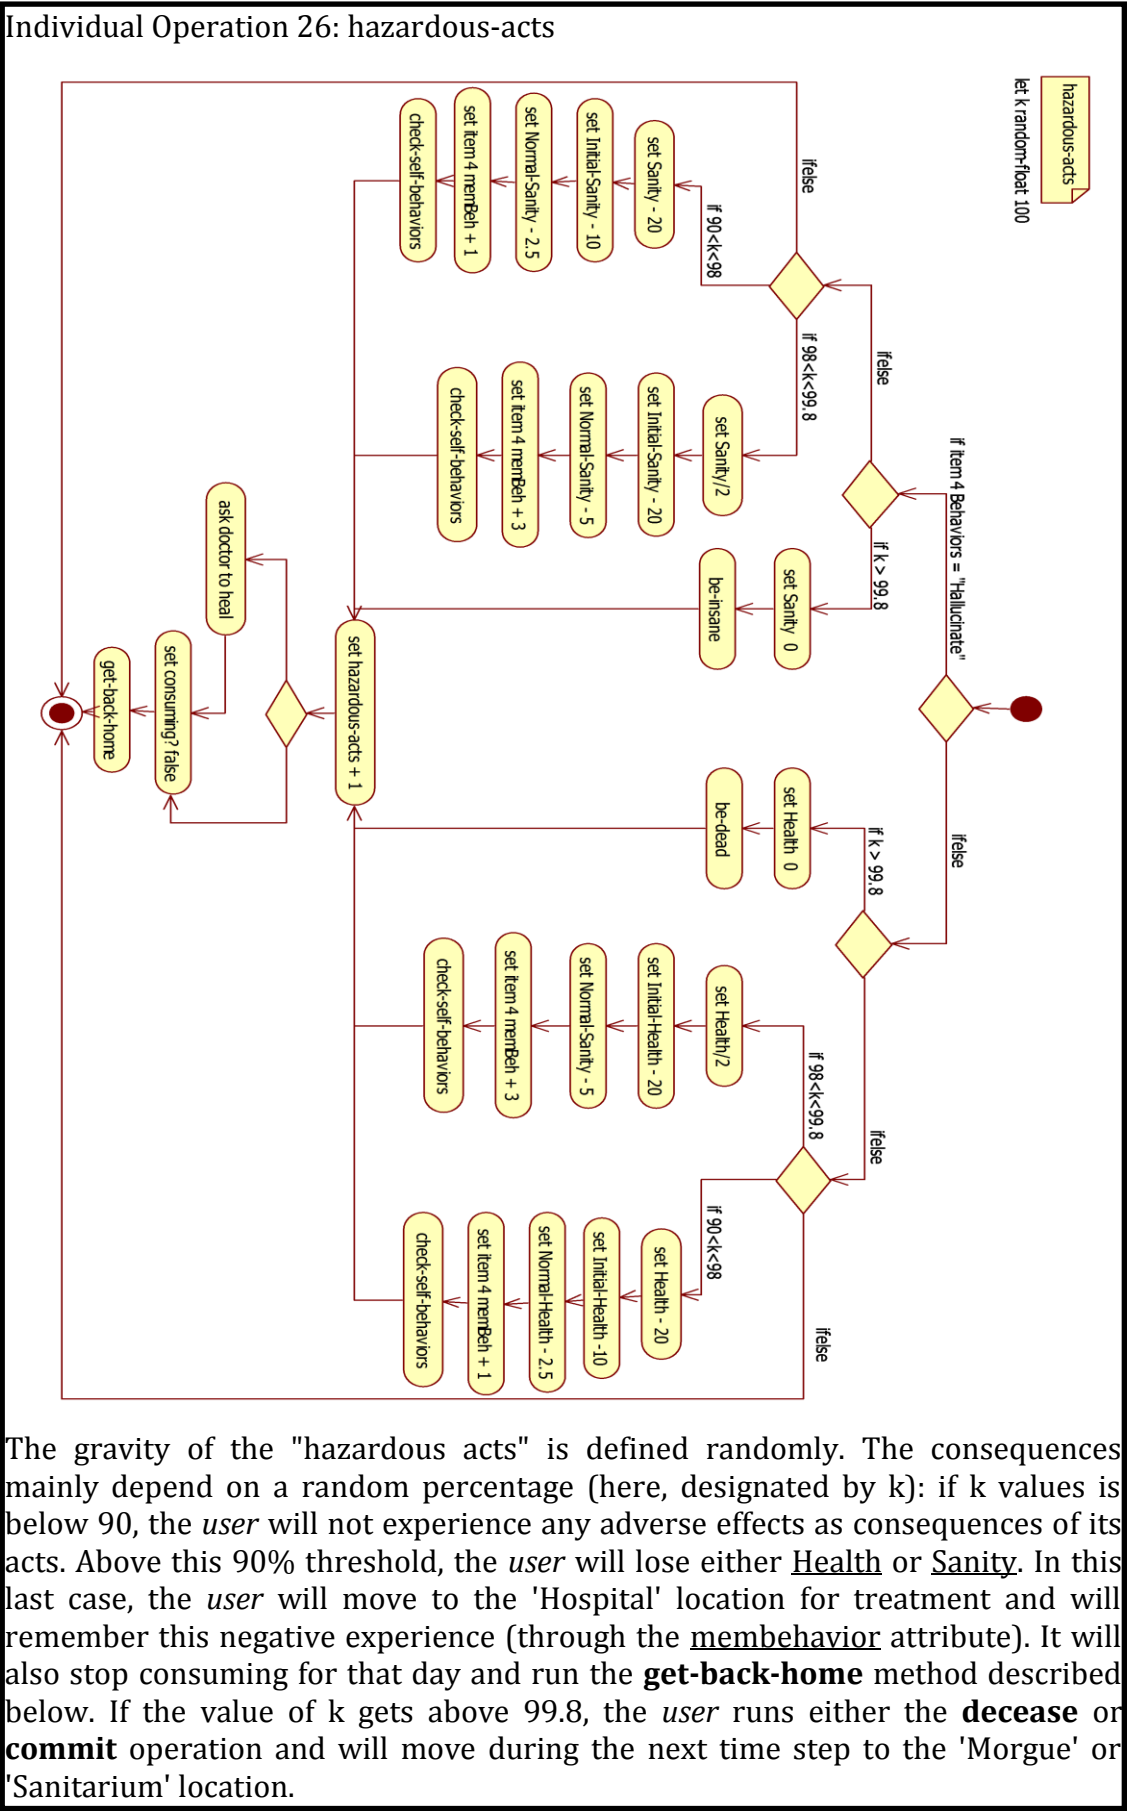 Individual Operation 26: hazardous-acts
hazardous-acts
let k random-float 100
if item 4 Behaviors = "Hallucinate"
ifelse
ifelse
if k > 99.8
ifelse
if 98<k<99.8
if 90<k<98
set Sanity - 20
set Initial-Sanity - 10
set Normal-Sanity - 2.5
set item 4 memBeh + 1
check-self-behaviors
set Sanity/2
set Initial-Sanity - 20
set Normal-Sanity - 5
set item 4 memBeh + 3
check-self-behaviors
set Sanity 0
be-insane
if k > 99.8
ifelse
set Health 0
be-dead
if 98<k<99.8
ifelse
set Health/2
set Initial-Health - 20
set Normal-Sanity - 5
set item 4 memBeh + 3
check-self-behaviors
if 90<k<98
set Health - 20
set Initial-Health -10
set Normal-Health - 2.5
set item 4 memBeh + 1
check-self-behaviors
set hazardous-acts + 1
ask doctor to heal
set consuming? false
get-back-home
The gravity of the "hazardous acts" is defined randomly. The consequences
mainly depend on a random percentage (here, designated by k): if k values is
below 90, the user will not experience any adverse effects as consequences of its
acts. Above this 90% threshold, the user will lose either Health or Sanity. In this
last case, the user will move to the 'Hospital' location for treatment and will
remember this negative experience (through the membehavior attribute). It will
also stop consuming for that day and run the get-back-home method described
below. If the value of k gets above 99.8, the user runs either the decease or
commit operation and will move during the next time step to the 'Morgue' or
'Sanitarium' location.